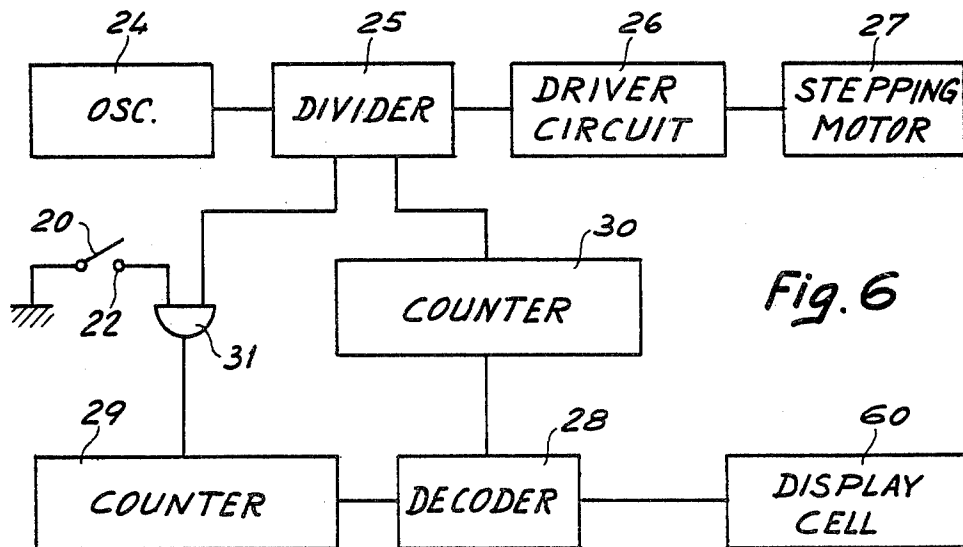 24
25
26
27
OSC.
DIVIDER
DRIVER
CIRCUIT
STEPPING
MOTOR
20
22
31
30
COUNTER
Fig. 6
29
COUNTER
28
DECODER
60
DISPLAY
CELL